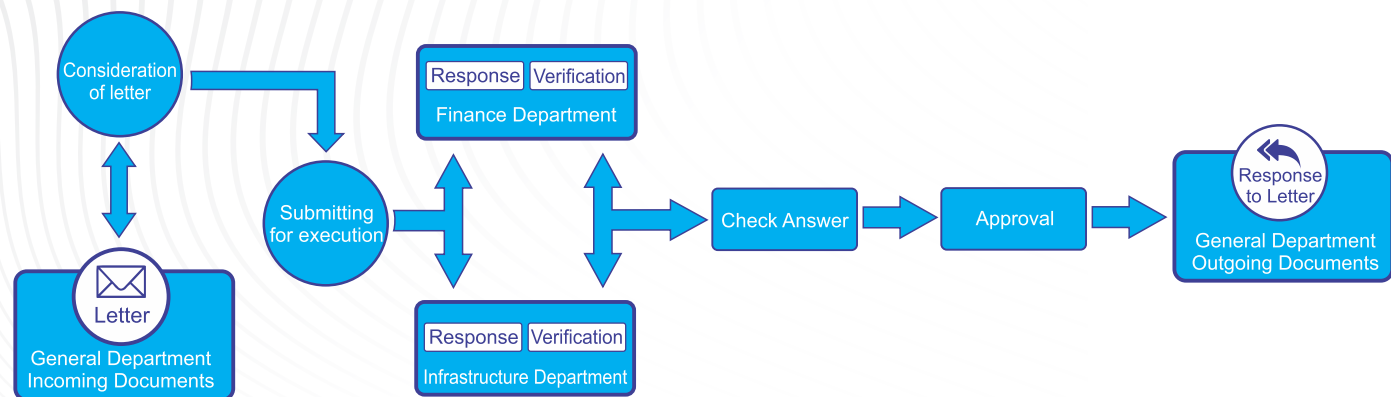 Consideration
of letter
Letter
General Department
Incoming Documents
Submitting
for execution
Response
Verification
Finance Department
Response
Verification
Infrastructure Department
Check Answer
Approval
Response
to Letter
General Department
Outgoing Documents